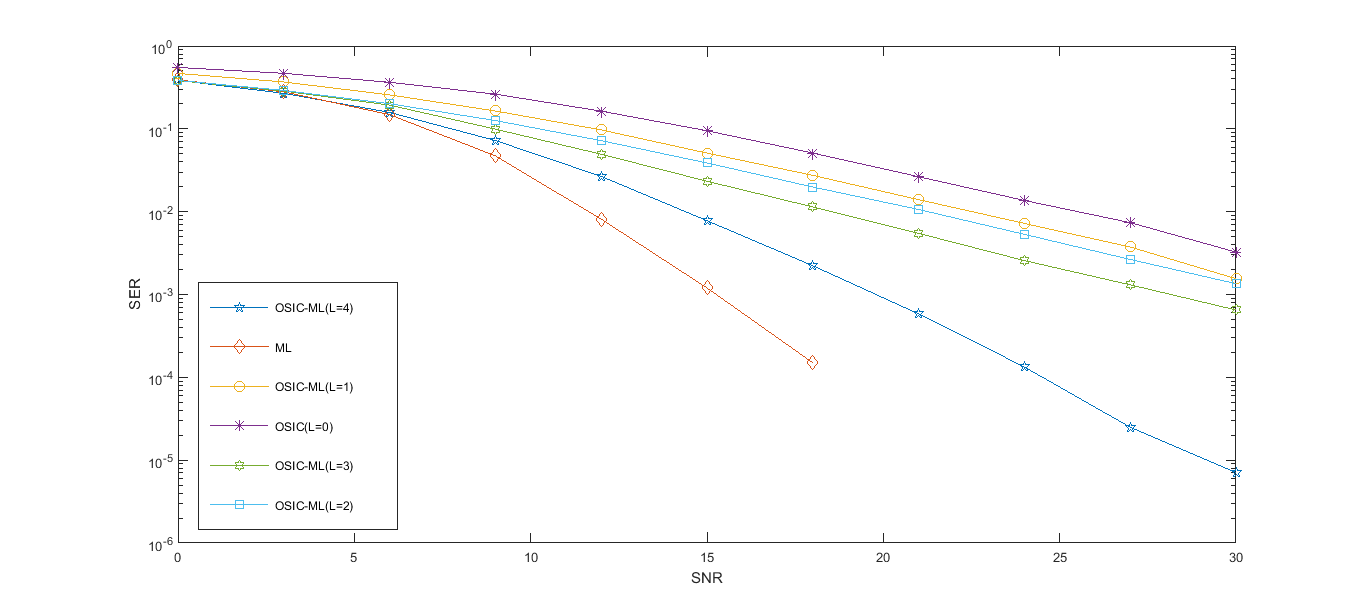 10^0
10^-1
10^-2
10^-3
10^-4
10^-5
10^-6
SER
OSIC-ML(L=4)
ML
OSIC-ML(L=1)
OSIC(L=0)
OSIC-ML(L=3)
OSIC-ML(L=2)
0 5 10 15 20 25 30
SNR